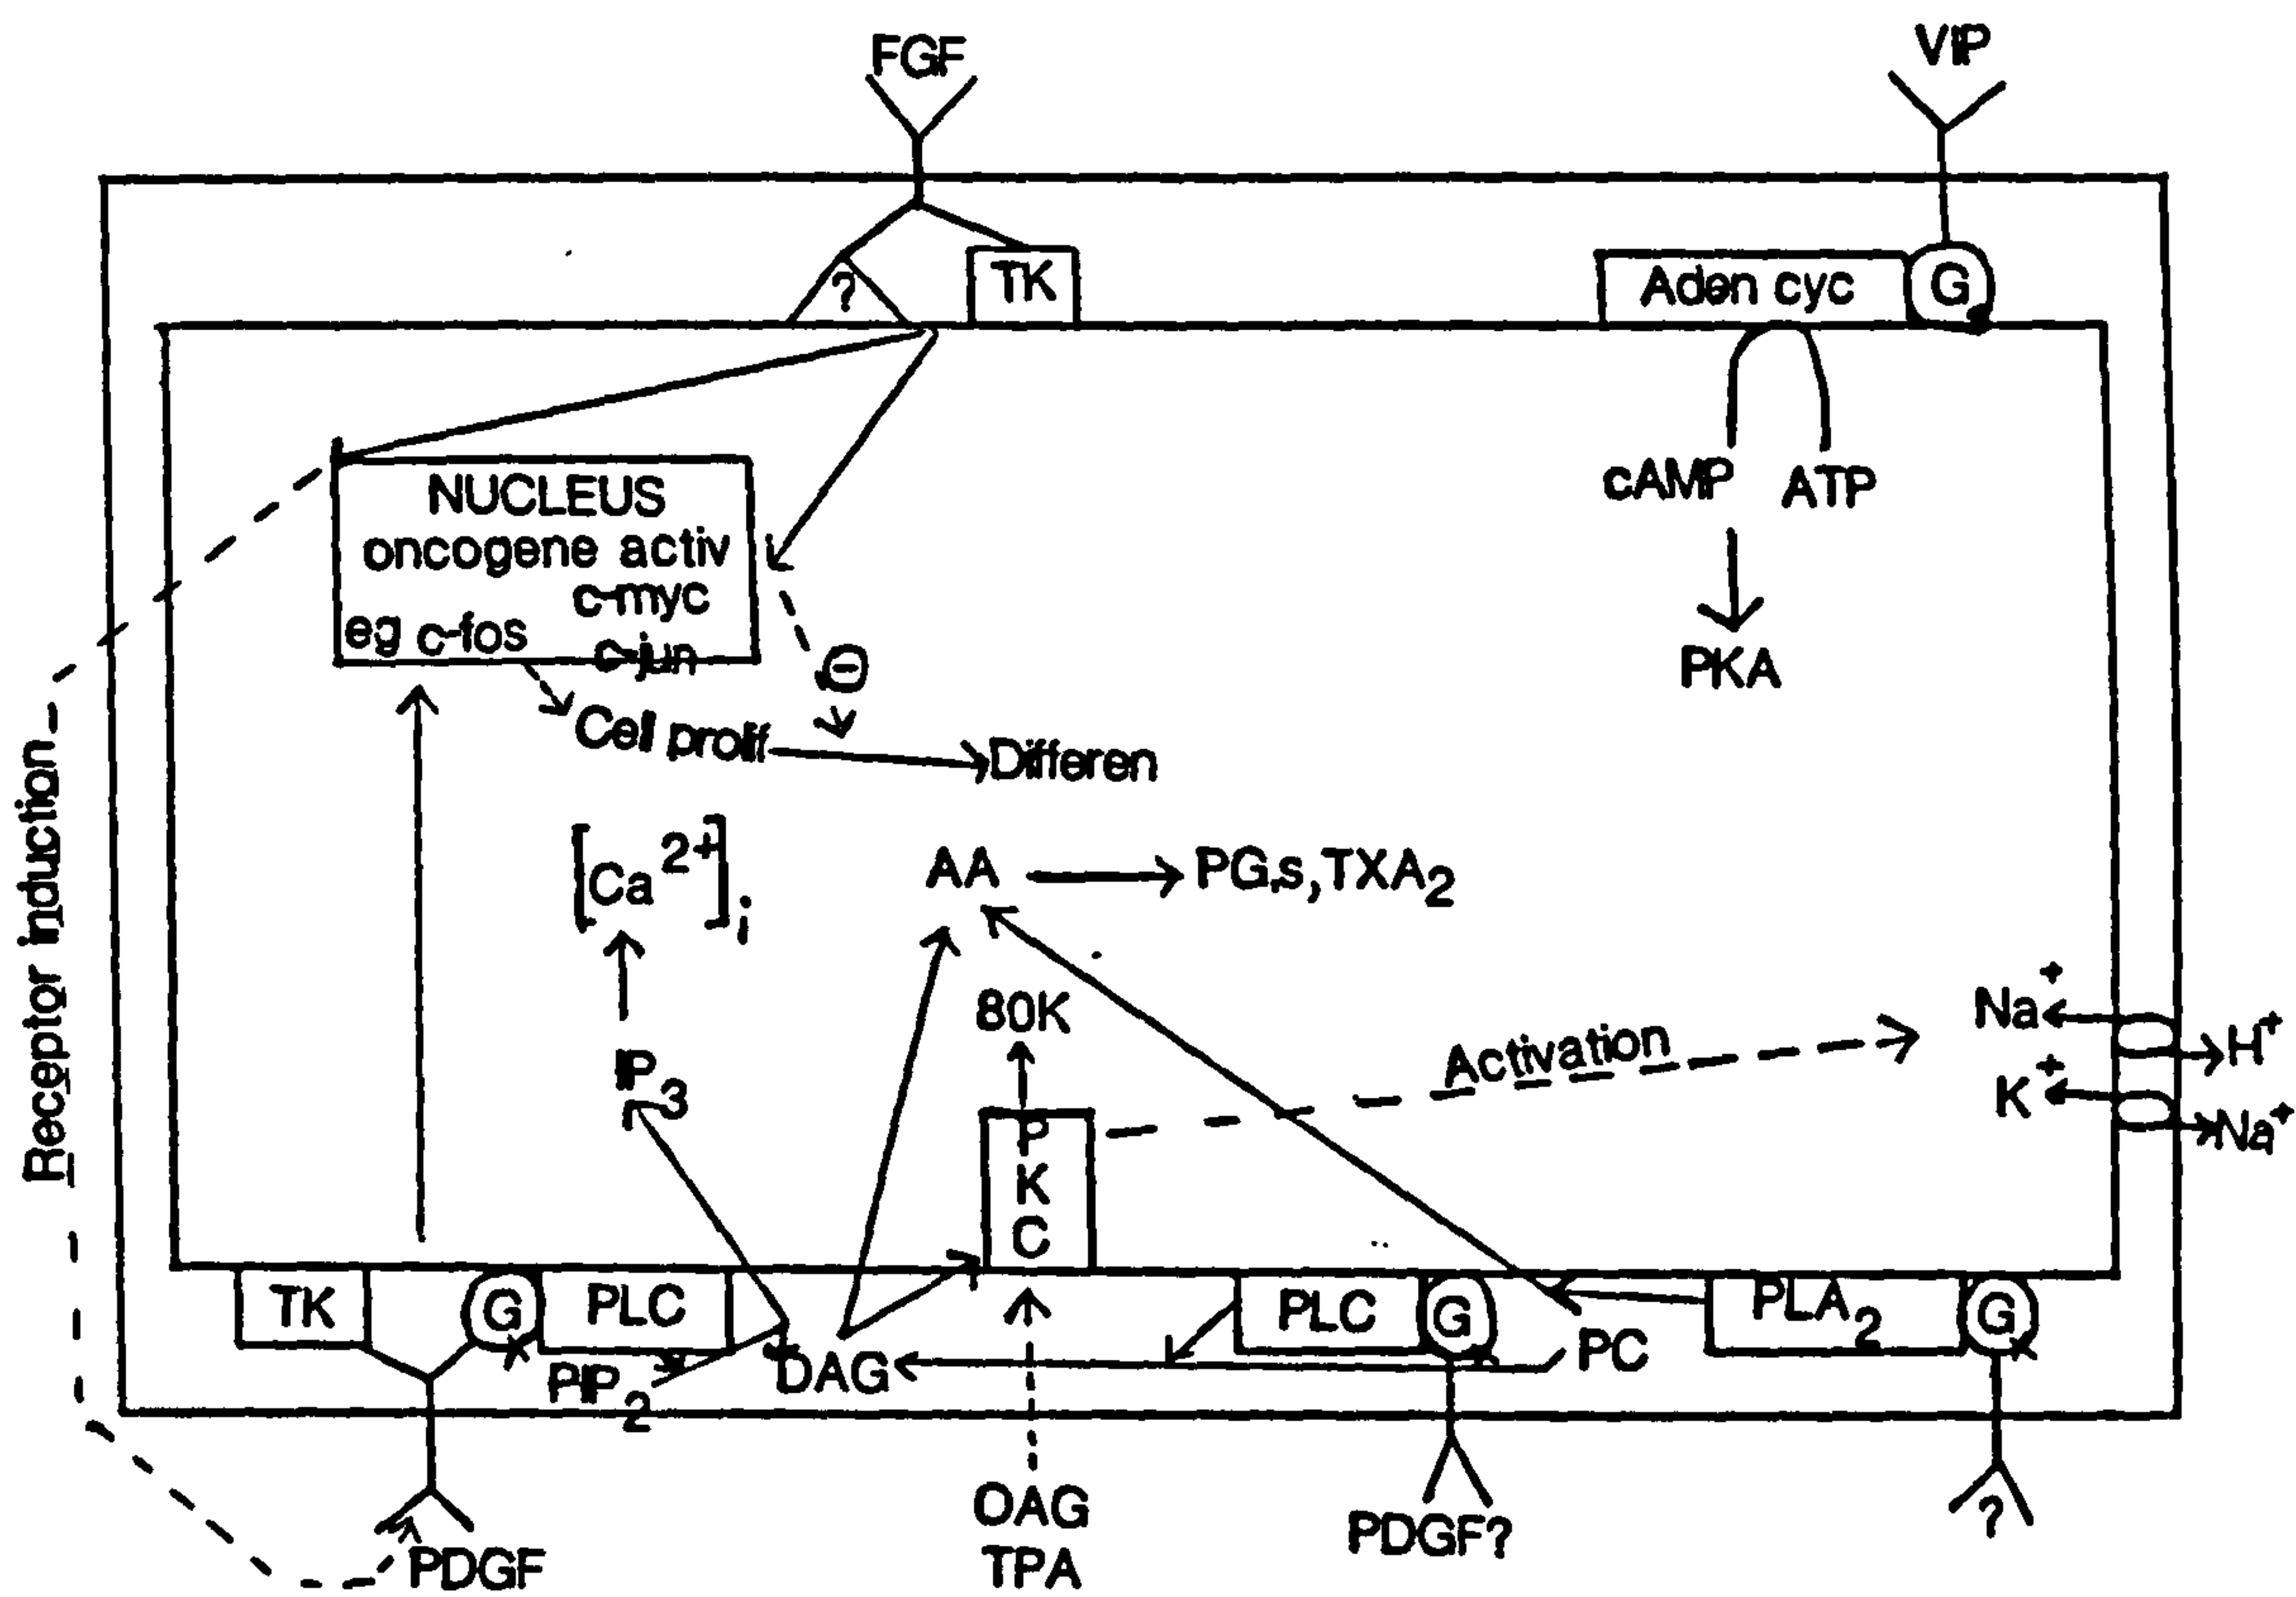 FGF
VIP
?
TK
Aden cyc
G
cAMP
ATP
PKA
NUCLEUS
oncogene activ
c-myc
eg c-fos
c-jun
(-)
Cell prolif
Differen
[Ca2+]i
AA
PG.s, TXA2
80K
IP3
PKC
Activation
Na+
H+
K+
Na+
Receptor induction
TK
G
PLC
PIP2
DAG
PLC
G
PC
PLA2
G
PDGF
OAG
TPA
PDGF?
?